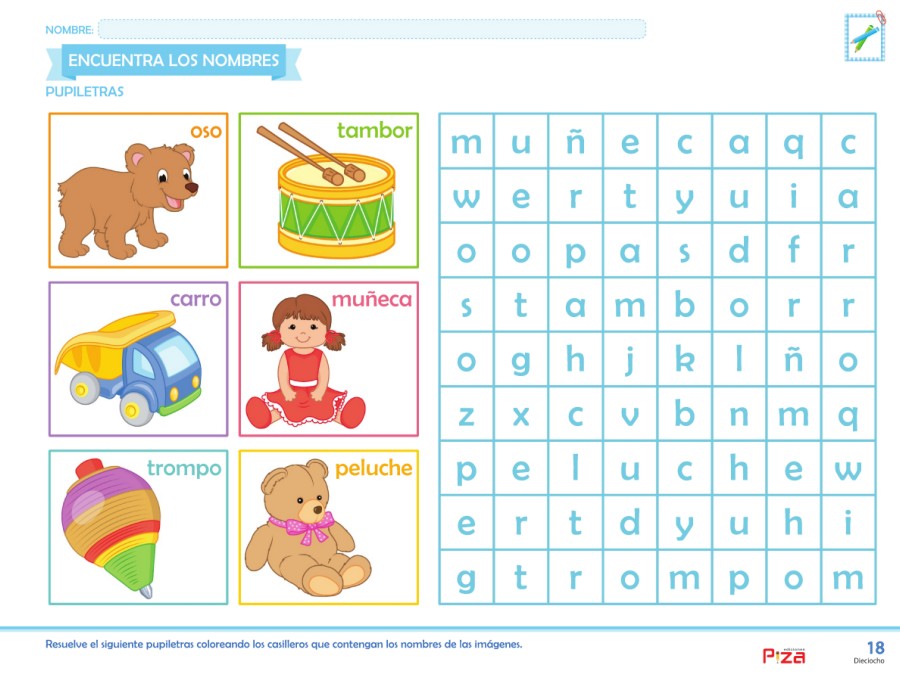 NOMBRE:
ENCUENTRA LOS NOMBRES
PUPILETRAS
oso
tambor
carro
muñeca
trompo
peluche
m u ñ e c a q c
w e r t y u i a
o o p a s d f r
s t a m b o r r
o g h j k l ñ o
z x c v b n m q
p e l u c h e w
e r t d y u h i
g t r o m p o m
Resuelve el siguiente pupiletras coloreando los casilleros que contengan los nombres de las imágenes.
ediciones
Piza
18
Dieciocho